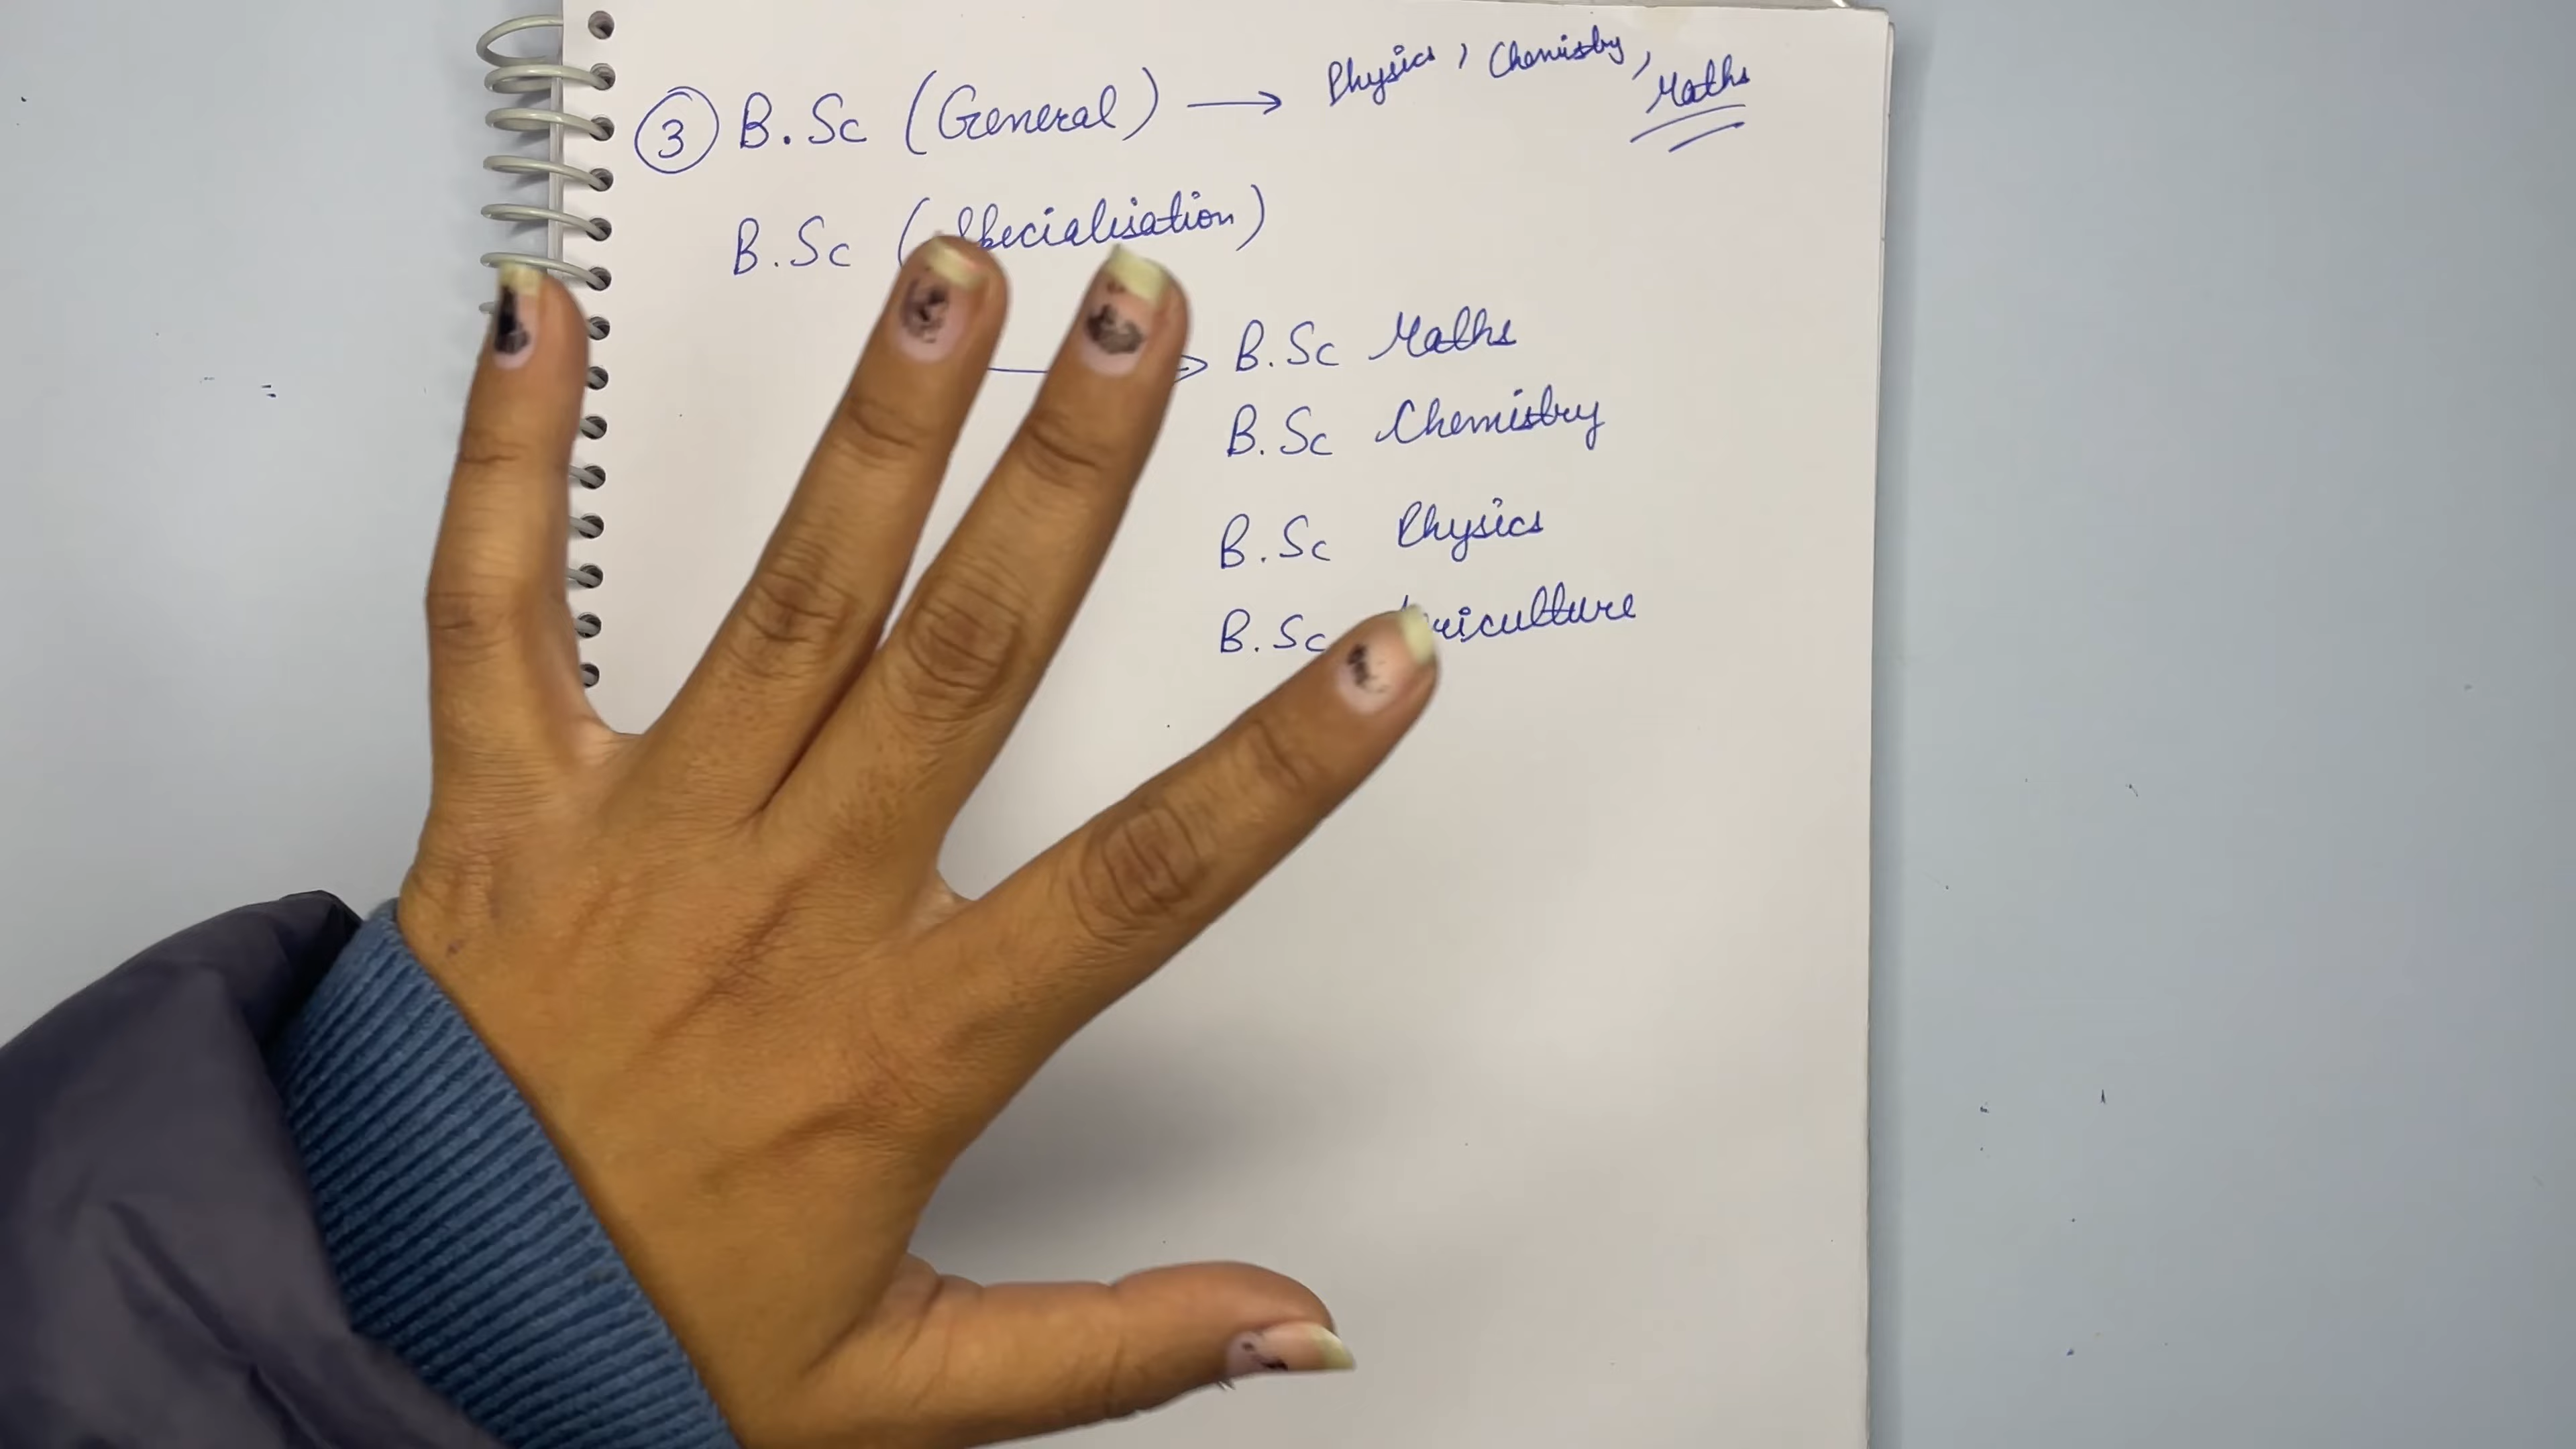 ③ B.Sc (General) → Physics, Chemistry, Maths
B.Sc (Specialisation)
→ B.Sc Maths
B.Sc Chemistry
B.Sc Physics
B.Sc